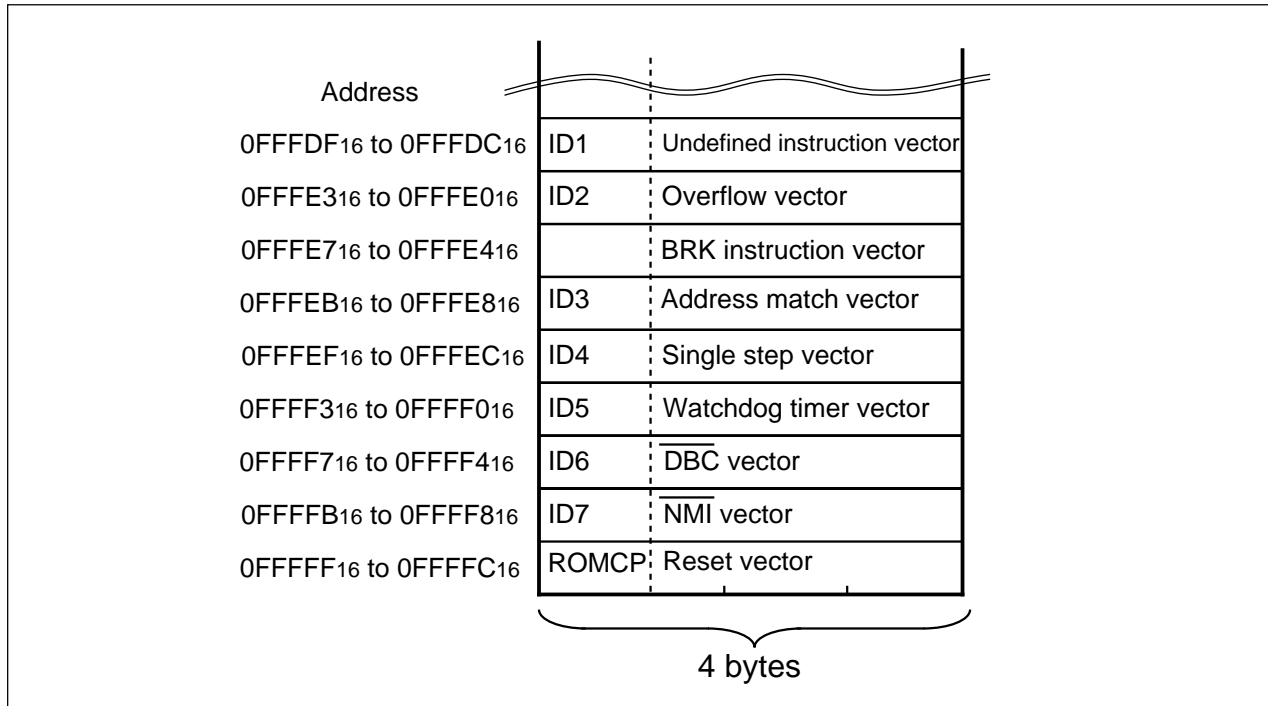 Address
0FFFDF16 to 0FFFDC16 ID1 Undefined instruction vector
0FFFE316 to 0FFFE016 ID2 Overflow vector
0FFFE716 to 0FFFE416 BRK instruction vector
0FFFEB16 to 0FFFE816 ID3 Address match vector
0FFFEF16 to 0FFFEC16 ID4 Single step vector
0FFFF316 to 0FFFF016 ID5 Watchdog timer vector
0FFFF716 to 0FFFF416 ID6 DBC vector
0FFFFB16 to 0FFFF816 ID7 NMI vector
0FFFFF16 to 0FFFFC16 ROMCP Reset vector
4 bytes